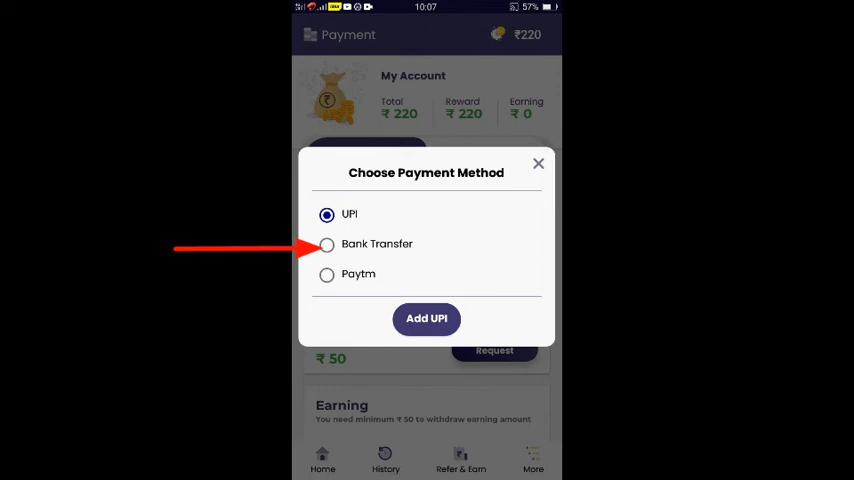 10:07
57%
Payment
₹220
My Account
Total Reward Earning
₹ 220 ₹ 220 ₹ 0
Choose Payment Method
UPI
Bank Transfer
Paytm
Add UPI
₹ 50
Request
Earning
You need minimum ₹ 50 to withdraw earning amount
Home History Refer & Earn More